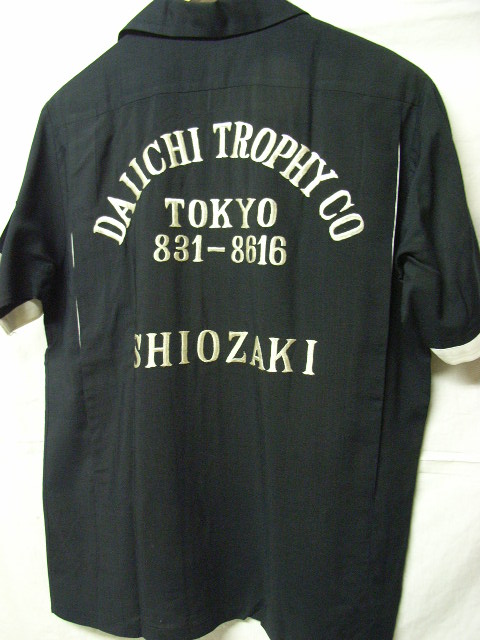 DAIICHI TROPHY CO
TOKYO
831-8616
SHIOZAKI